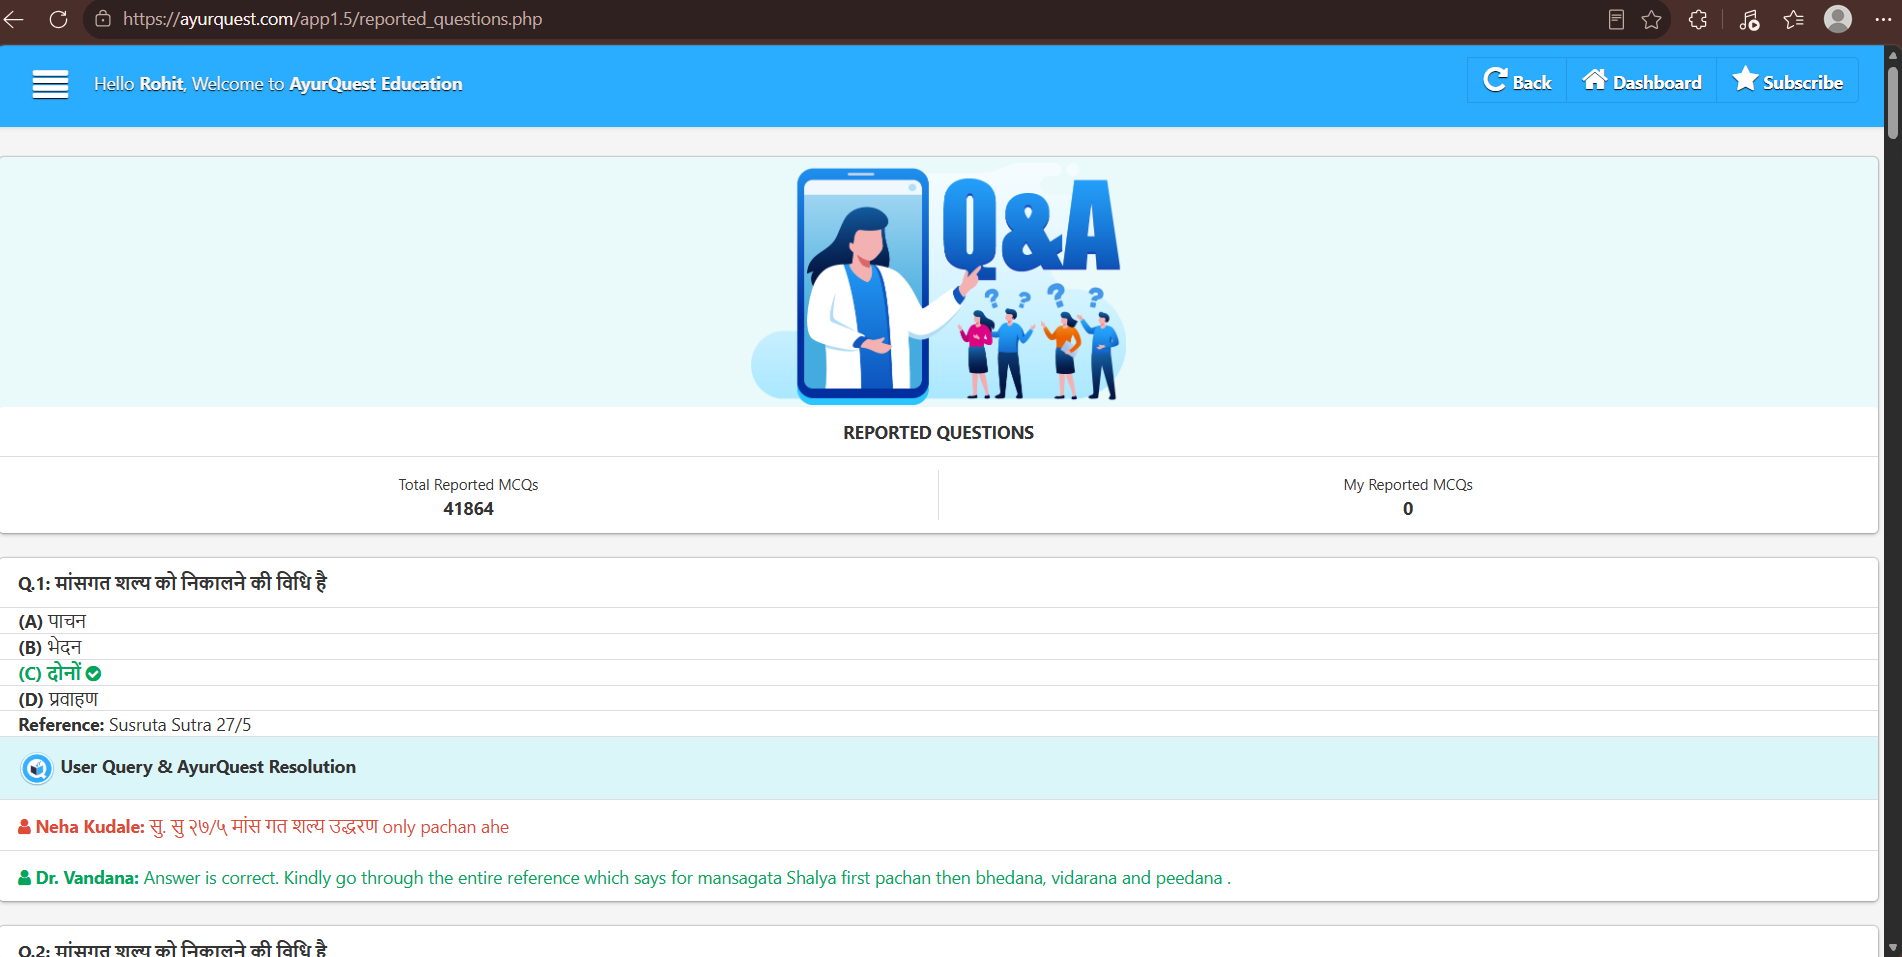 https://ayurquest.com/app1.5/reported_questions.php
Hello Rohit, Welcome to AyurQuest Education
Back
Dashboard
Subscribe
Q&A
? ? ? ?
REPORTED QUESTIONS
Total Reported MCQs
41864
My Reported MCQs
0
Q.1: मांसगत शल्य को निकालने की विधि है
(A) पाचन
(B) भेदन
(C) दोनों
(D) प्रवाहण
Reference: Susruta Sutra 27/5
User Query & AyurQuest Resolution
Neha Kudale: सु. सु २७/५ मांस गत शल्य उद्धरण only pachan ahe
Dr. Vandana: Answer is correct. Kindly go through the entire reference which says for mansagata Shalya first pachan then bhedana, vidarana and peedana .
Q.2: मांसगत शल्य को निकालने की विधि है